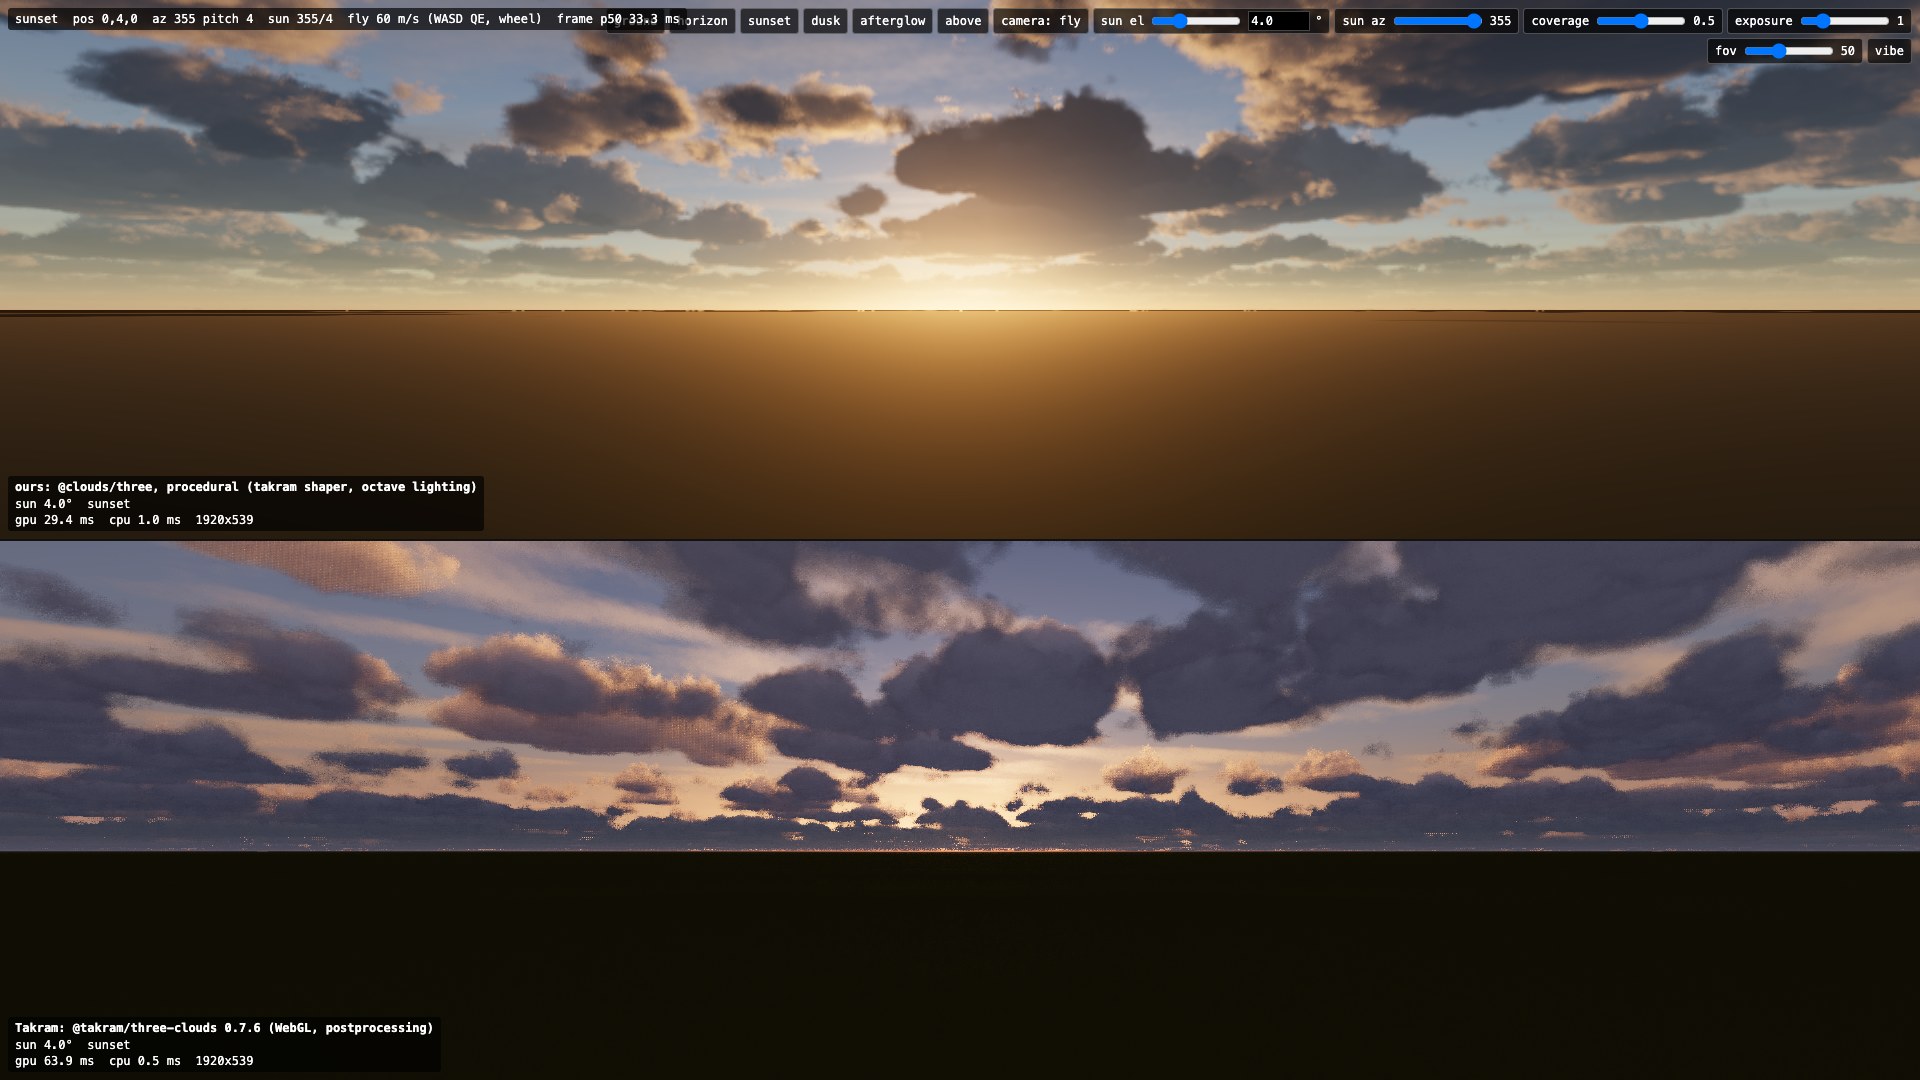 sunset  pos 0,4,0  az 355 pitch 4  sun 355/4  fly 60 m/s (WASD QE, wheel)  frame p50 33.3 ms
horizon  sunset  dusk  afterglow  above  camera: fly  sun el  4.0  °  sun az  355  coverage  0.5  exposure  1
fov  50  vibe
ours: @clouds/three, procedural (takram shaper, octave lighting)
sun 4.0°  sunset
gpu 29.4 ms  cpu 1.0 ms  1920x539
Takram: @takram/three-clouds 0.7.6 (WebGL, postprocessing)
sun 4.0°  sunset
gpu 63.9 ms  cpu 0.5 ms  1920x539